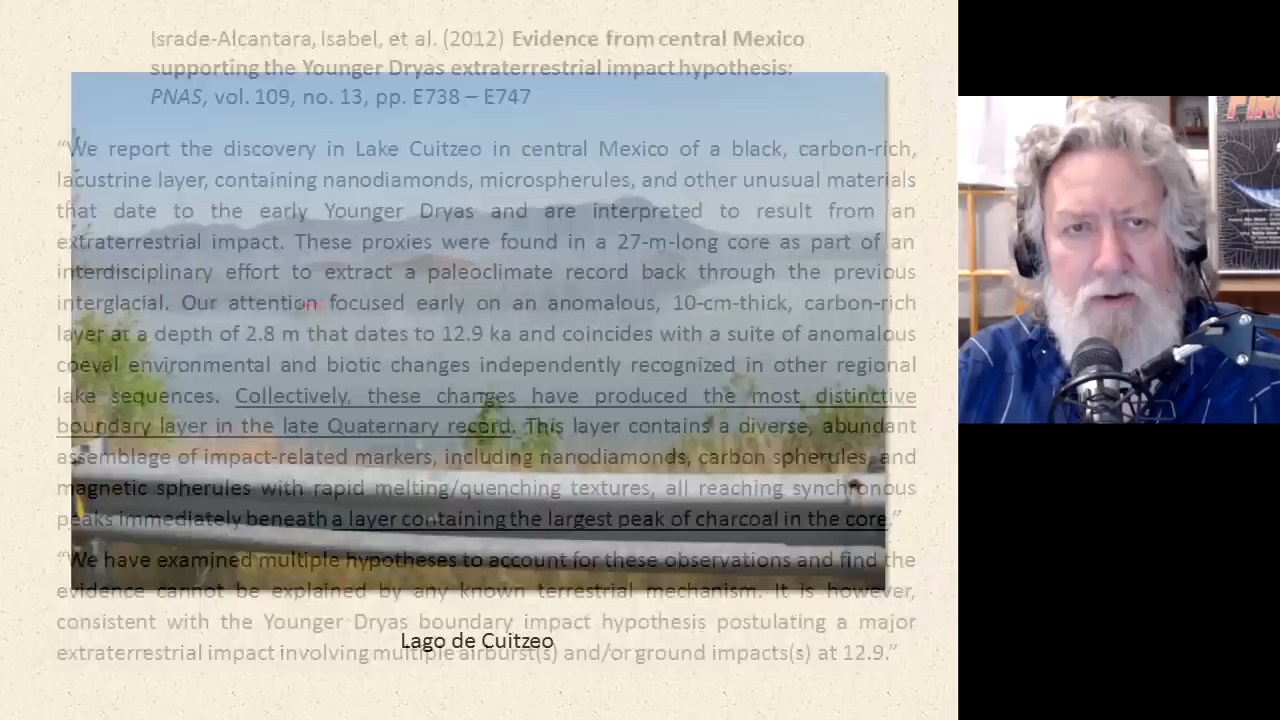 Israde-Alcantara, Isabel, et al. (2012) Evidence from central Mexico
supporting the Younger Dryas extraterrestrial impact hypothesis:
PNAS, vol. 109, no. 13, pp. E738 – E747
“We report the discovery in Lake Cuitzeo in central Mexico of a black, carbon-rich,
lacustrine layer, containing nanodiamonds, microspherules, and other unusual materials
that date to the early Younger Dryas and are interpreted to result from an
extraterrestrial impact. These proxies were found in a 27-m-long core as part of an
interdisciplinary effort to extract a paleoclimate record back through the previous
interglacial. Our attention focused early on an anomalous, 10-cm-thick, carbon-rich
layer at a depth of 2.8 m that dates to 12.9 ka and coincides with a suite of anomalous
coeval environmental and biotic changes independently recognized in other regional
lake sequences. Collectively, these changes have produced the most distinctive
boundary layer in the late Quaternary record. This layer contains a diverse, abundant
assemblage of impact-related markers, including nanodiamonds, carbon spherules, and
magnetic spherules with rapid melting/quenching textures, all reaching synchronous
peaks immediately beneath a layer containing the largest peak of charcoal in the core.”
“We have examined multiple hypotheses to account for these observations and find the
evidence cannot be explained by any known terrestrial mechanism. It is however,
consistent with the Younger Dryas boundary impact hypothesis postulating a major
extraterrestrial impact involving multiple airburst(s) and/or ground impacts(s) at 12.9.”
Lago de Cuitzeo